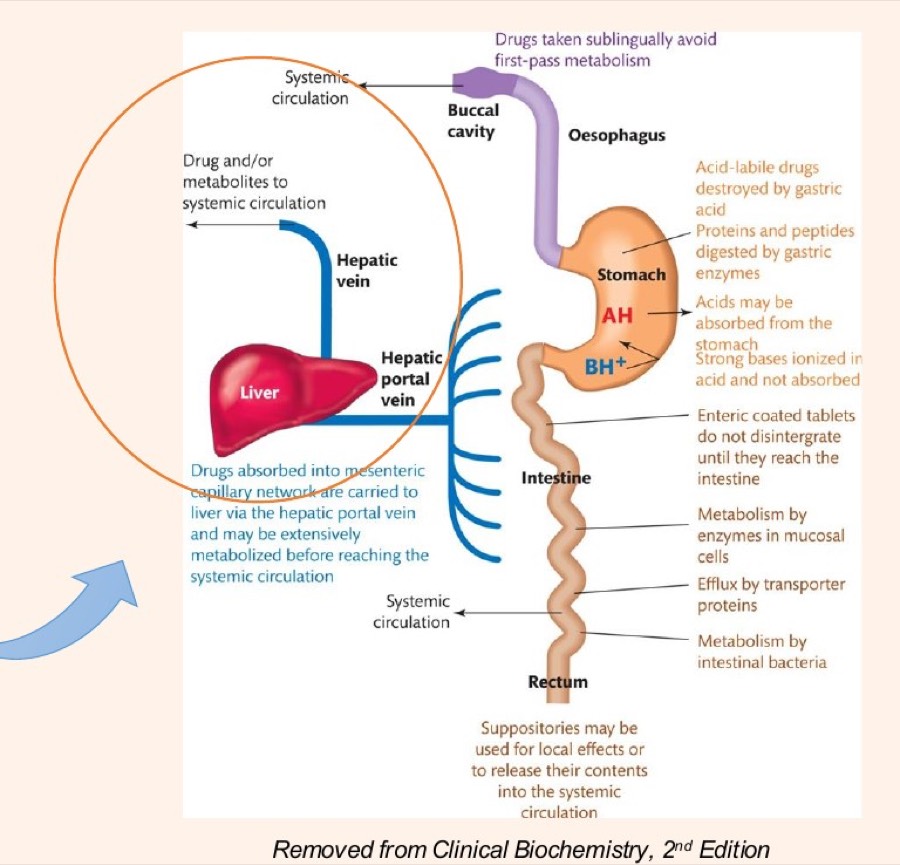 Drugs taken sublingually avoid
first-pass metabolism
Systemic
circulation
Buccal
cavity
Oesophagus
Drug and/or
metabolites to
systemic circulation
Hepatic
vein
Acid-labile drugs
destroyed by gastric
acid
Proteins and peptides
digested by gastric
enzymes
Stomach
AH
Acids may be
absorbed from the
stomach
BH⁺
Strong bases ionized in
acid and not absorbed
Hepatic
portal
vein
Liver
Enteric coated tablets
do not disintergrate
until they reach the
intestine
Drugs absorbed into mesenteric
capillary network are carried to
liver via the hepatic portal vein
and may be extensively
metabolized before reaching the
systemic circulation
Intestine
Metabolism by
enzymes in mucosal
cells
Efflux by transporter
proteins
Systemic
circulation
Metabolism by
intestinal bacteria
Rectum
Suppositories may be
used for local effects or
to release their contents
into the systemic
circulation
Removed from Clinical Biochemistry, 2nd Edition